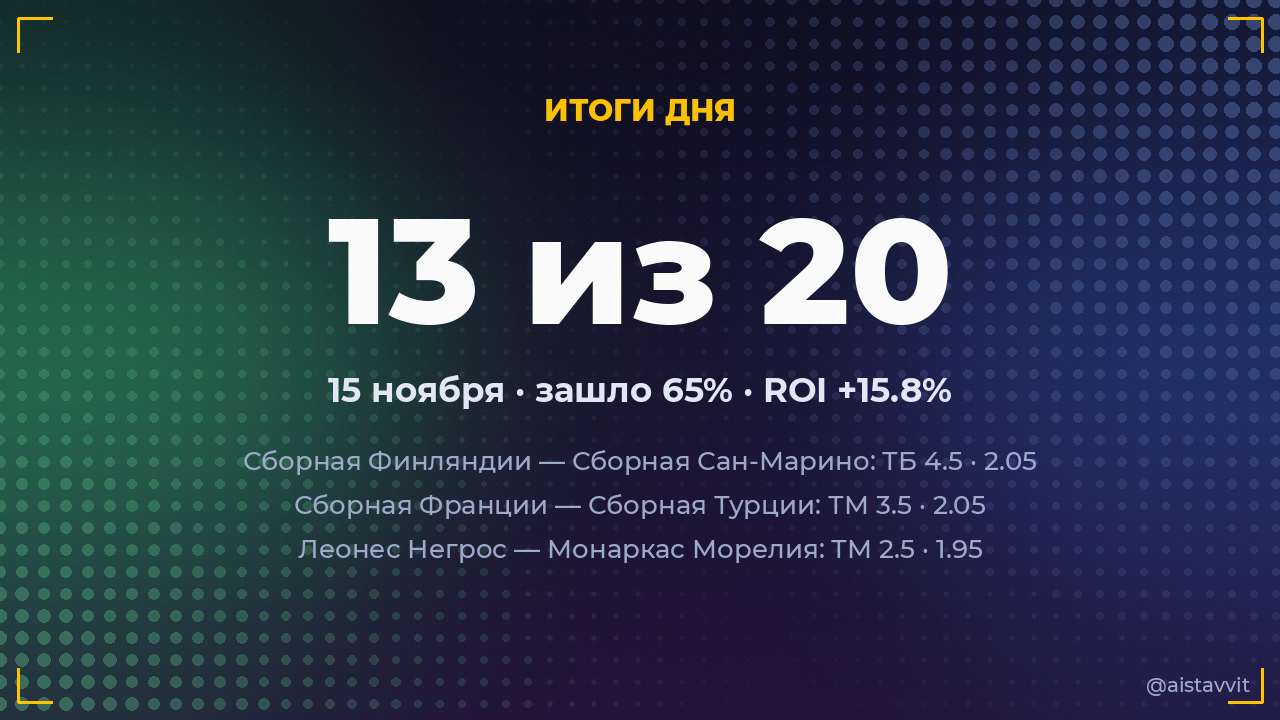 ИТОГИ ДНЯ
13 из 20
15 ноября · зашло 65% · ROI +15.8%
Сборная Финляндии — Сборная Сан-Марино: ТБ 4.5 · 2.05
Сборная Франции — Сборная Турции: ТМ 3.5 · 2.05
Леонес Негрос — Монаркас Морелия: ТМ 2.5 · 1.95
@aistavvit